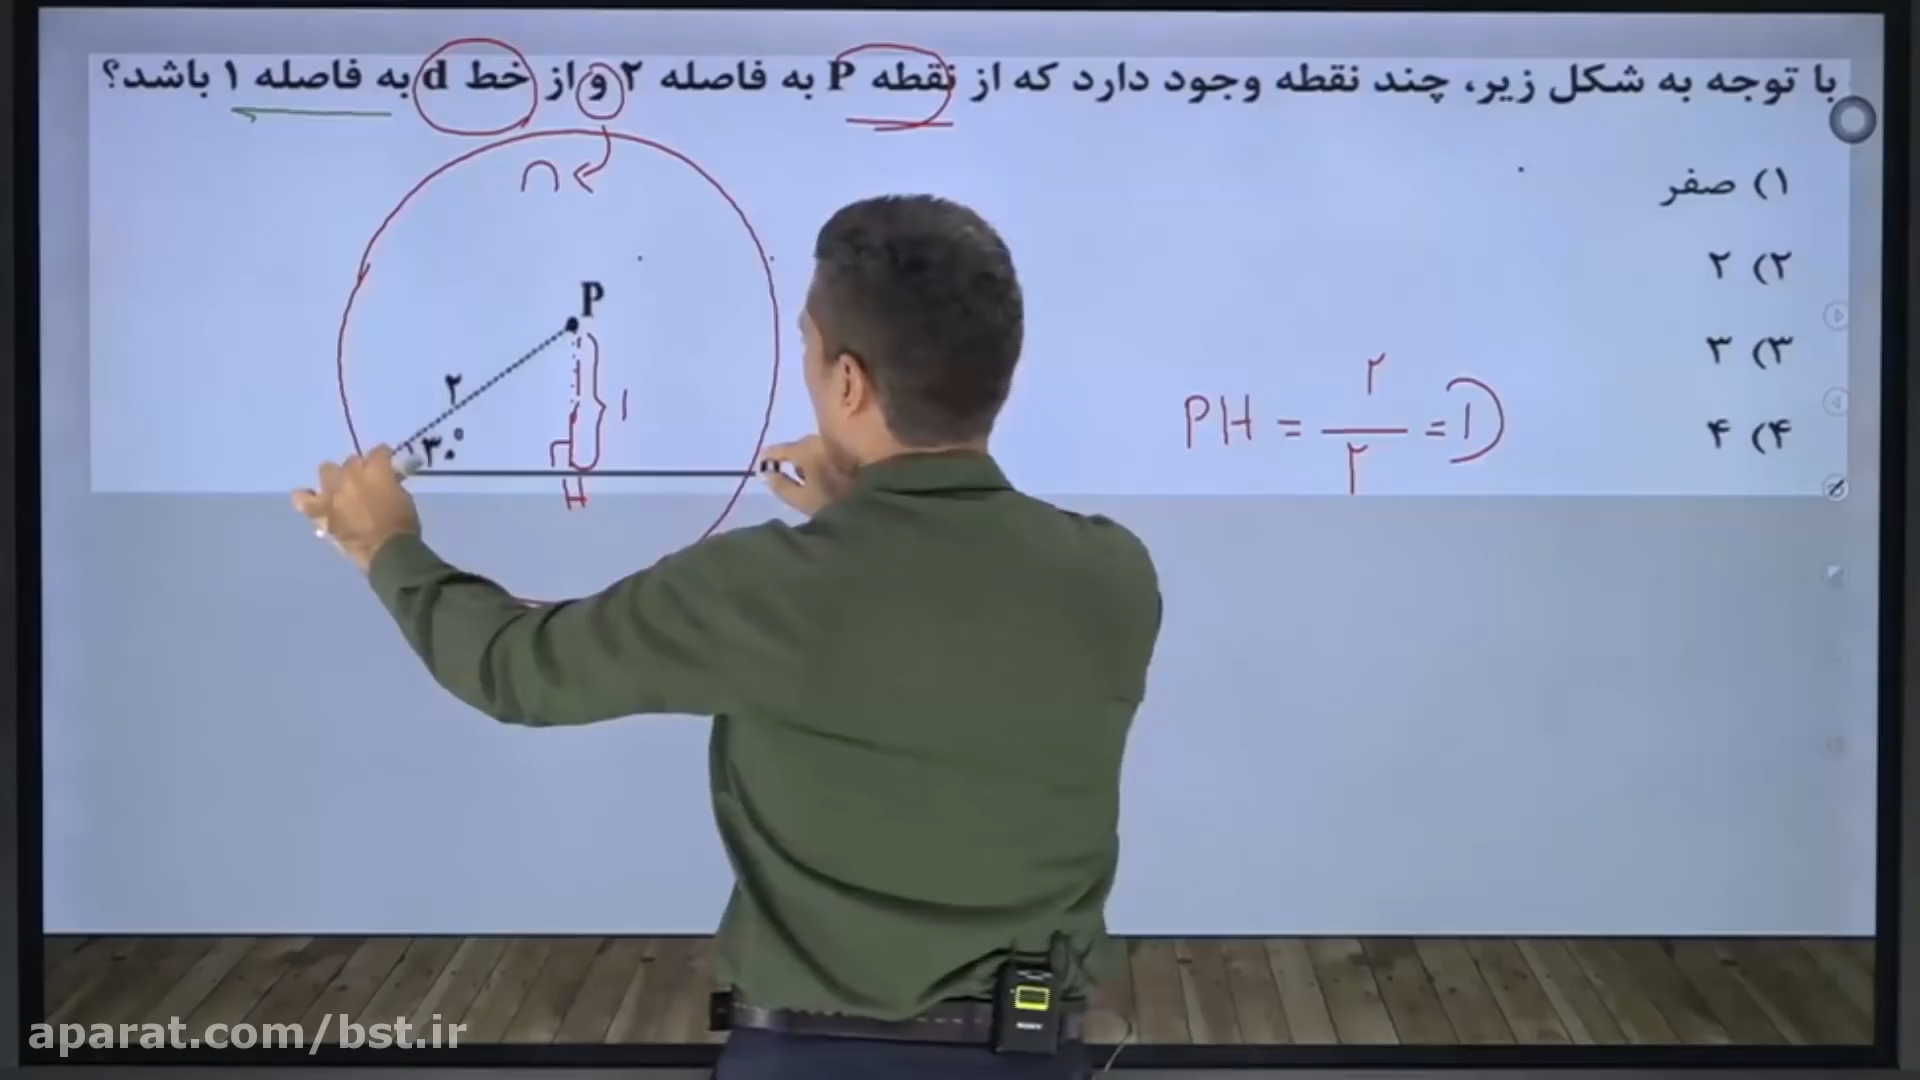 با توجه به شکل زیر، چند نقطه وجود دارد که از نقطه P به فاصله ۲ و از خط d به فاصله ۱ باشد؟
۱) صفر
۲) ۲
۳) ۳
۴) ۴
∩
P
۲
۳۰°
1
H
PH = ۲/۲ = 1
aparat.com/bst.ir